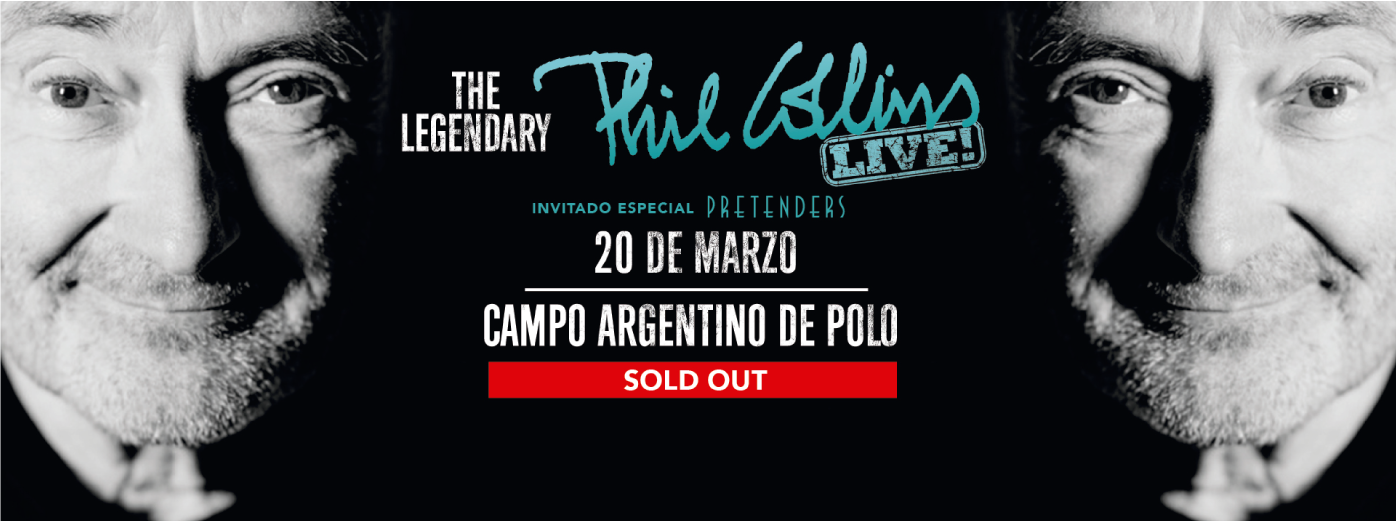 THE
LEGENDARY
Phil Collins
LIVE!
INVITADO ESPECIAL PRETENDERS
20 DE MARZO
CAMPO ARGENTINO DE POLO
SOLD OUT